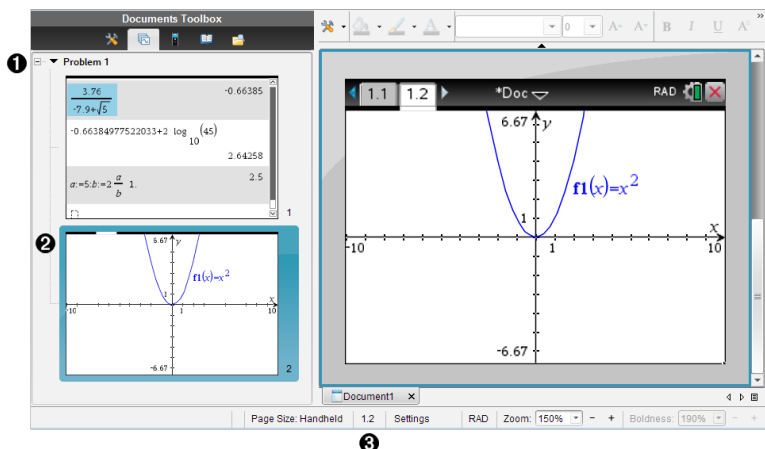 Documents Toolbox
0 A+ A- B I U A²
»
❶ Problem 1
3.76
-7.9+√5
-0.66385
-0.66384977522033+2 log10(45)
2.64258
a:=5:b:=2 a/b 1.
2.5
1
❷
6.67 y
f1(x)=x²
1
x
-10 1 10
-6.67
2
1.1 1.2 *Doc RAD
6.67 y
f1(x)=x²
1
x
-10 1 10
-6.67
Document1 ×
Page Size: Handheld 1.2 Settings RAD Zoom: 150% - + Boldness: 190% - +
❸